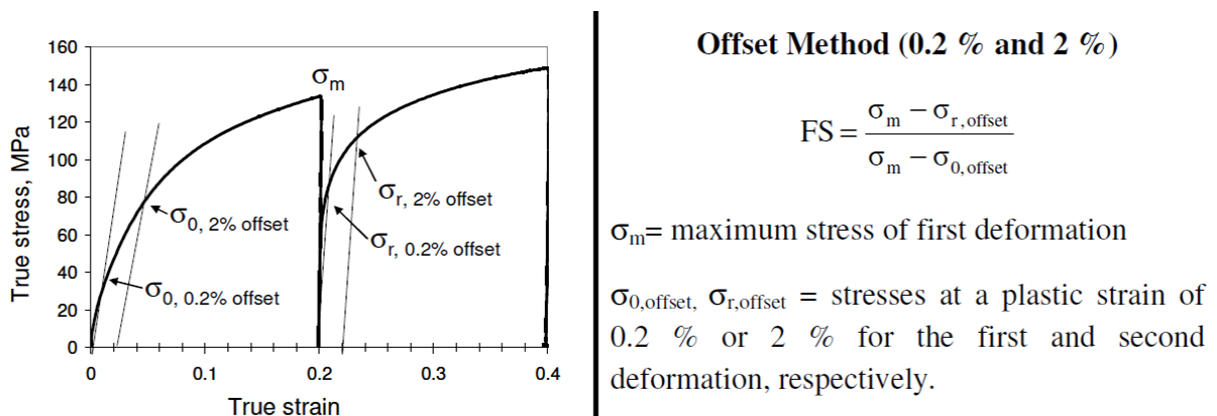 160
140
120
100
80
60
40
20
0
True stress, MPa
σm
σ0, 2% offset
σ0, 0.2% offset
σr, 2% offset
σr, 0.2% offset
0 0.1 0.2 0.3 0.4
True strain
Offset Method (0.2 % and 2 %)
FS = (σm − σr,offset) / (σm − σ0,offset)
σm= maximum stress of first deformation
σ0,offset, σr,offset = stresses at a plastic strain of
0.2 % or 2 % for the first and second
deformation, respectively.